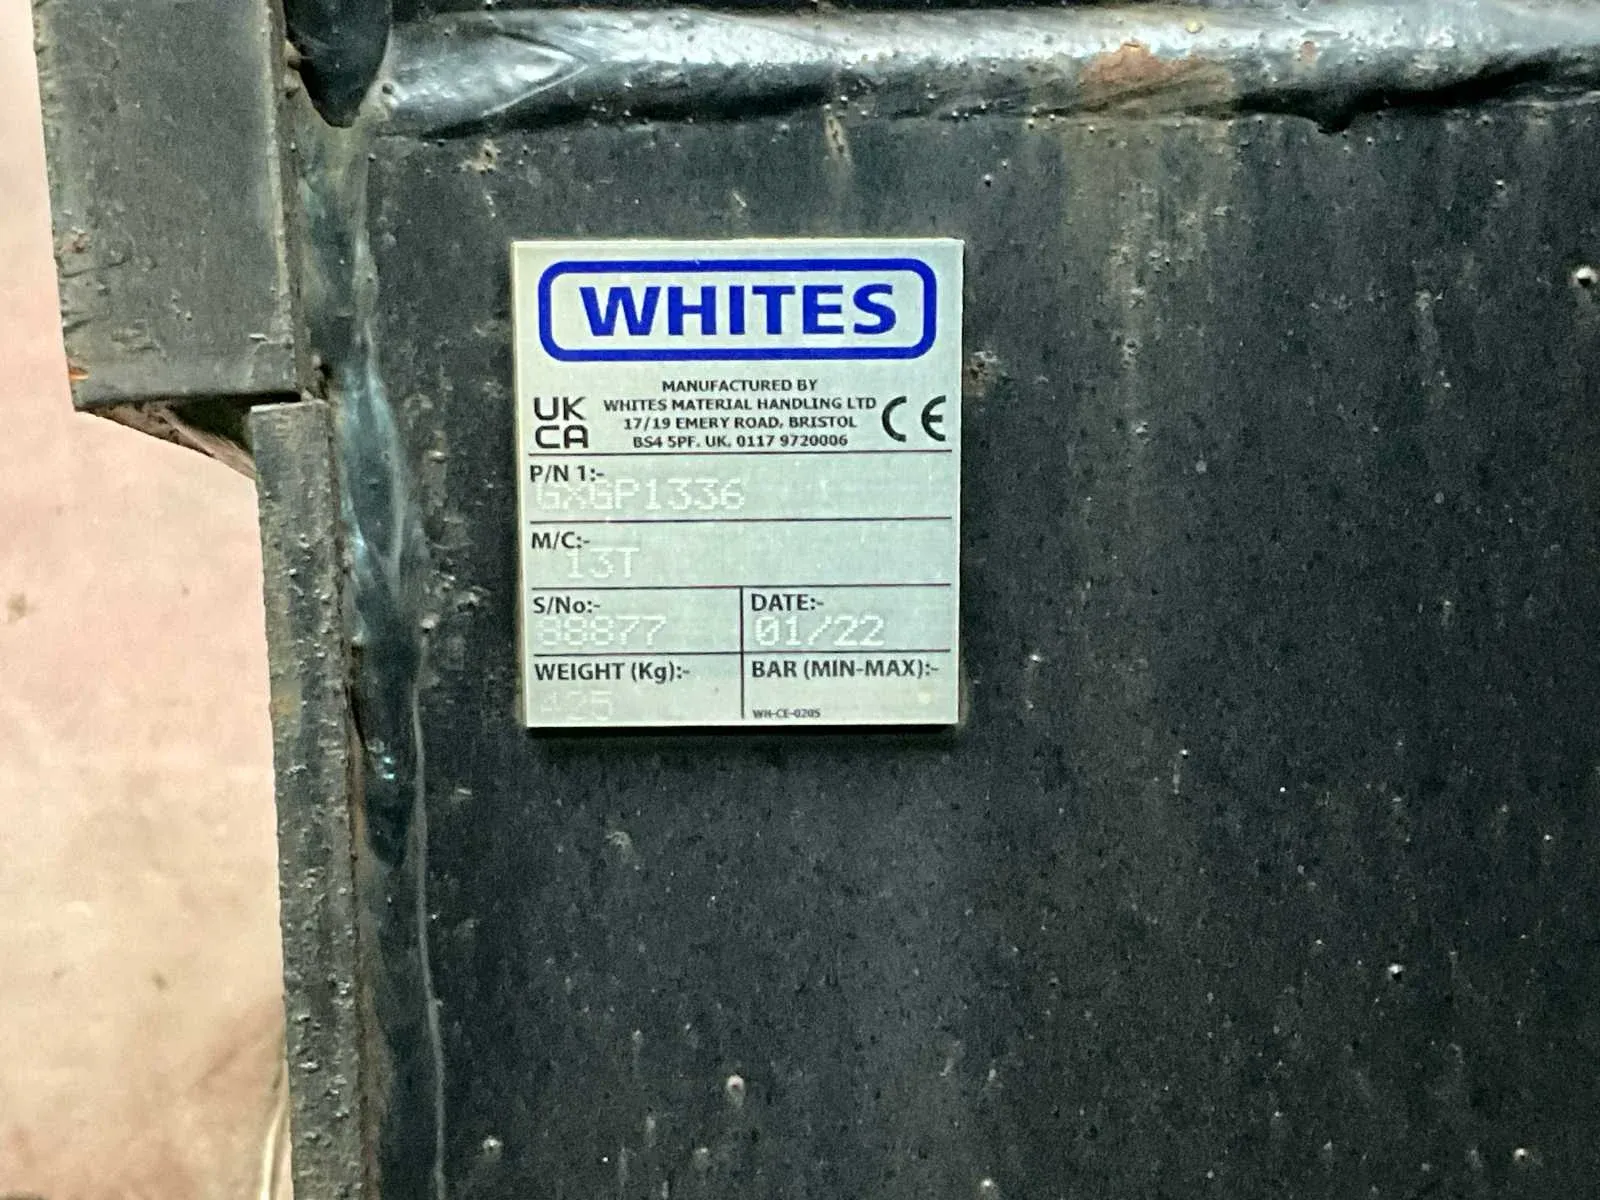 WHITES
MANUFACTURED BY
WHITES MATERIAL HANDLING LTD
17/19 EMERY ROAD, BRISTOL
BS4 5PF. UK. 0117 9720006
UK
CA
CE
P/N 1:-
GXGP1336
M/C:-
13T
S/No:- DATE:-
88877 01/22
WEIGHT (Kg):- BAR (MIN-MAX):-
WH-CE-0205